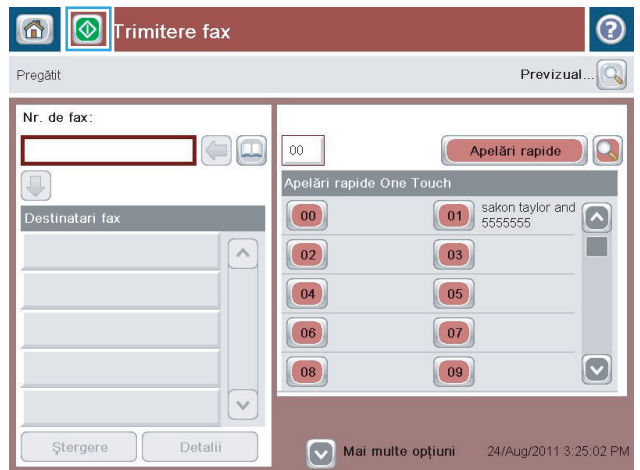 Trimitere fax
?
Pregătit
Previzual...
Nr. de fax:
00
Apelări rapide
Apelări rapide One Touch
Destinatari fax
00
01
sakon taylor and
5555555
02
03
04
05
06
07
08
09
Ștergere
Detalii
Mai multe opțiuni
24/Aug/2011 3:25:02 PM